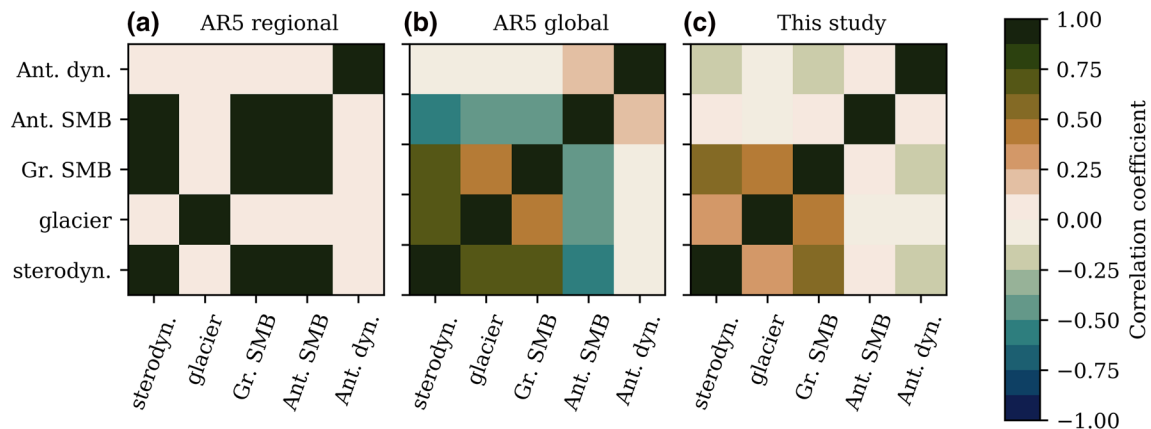 (a) AR5 regional
(b) AR5 global
(c) This study
Ant. dyn.
Ant. SMB
Gr. SMB
glacier
sterodyn.
sterodyn. glacier Gr. SMB Ant. SMB Ant. dyn.
sterodyn. glacier Gr. SMB Ant. SMB Ant. dyn.
sterodyn. glacier Gr. SMB Ant. SMB Ant. dyn.
1.00
0.75
0.50
0.25
0.00
−0.25
−0.50
−0.75
−1.00
Correlation coefficient